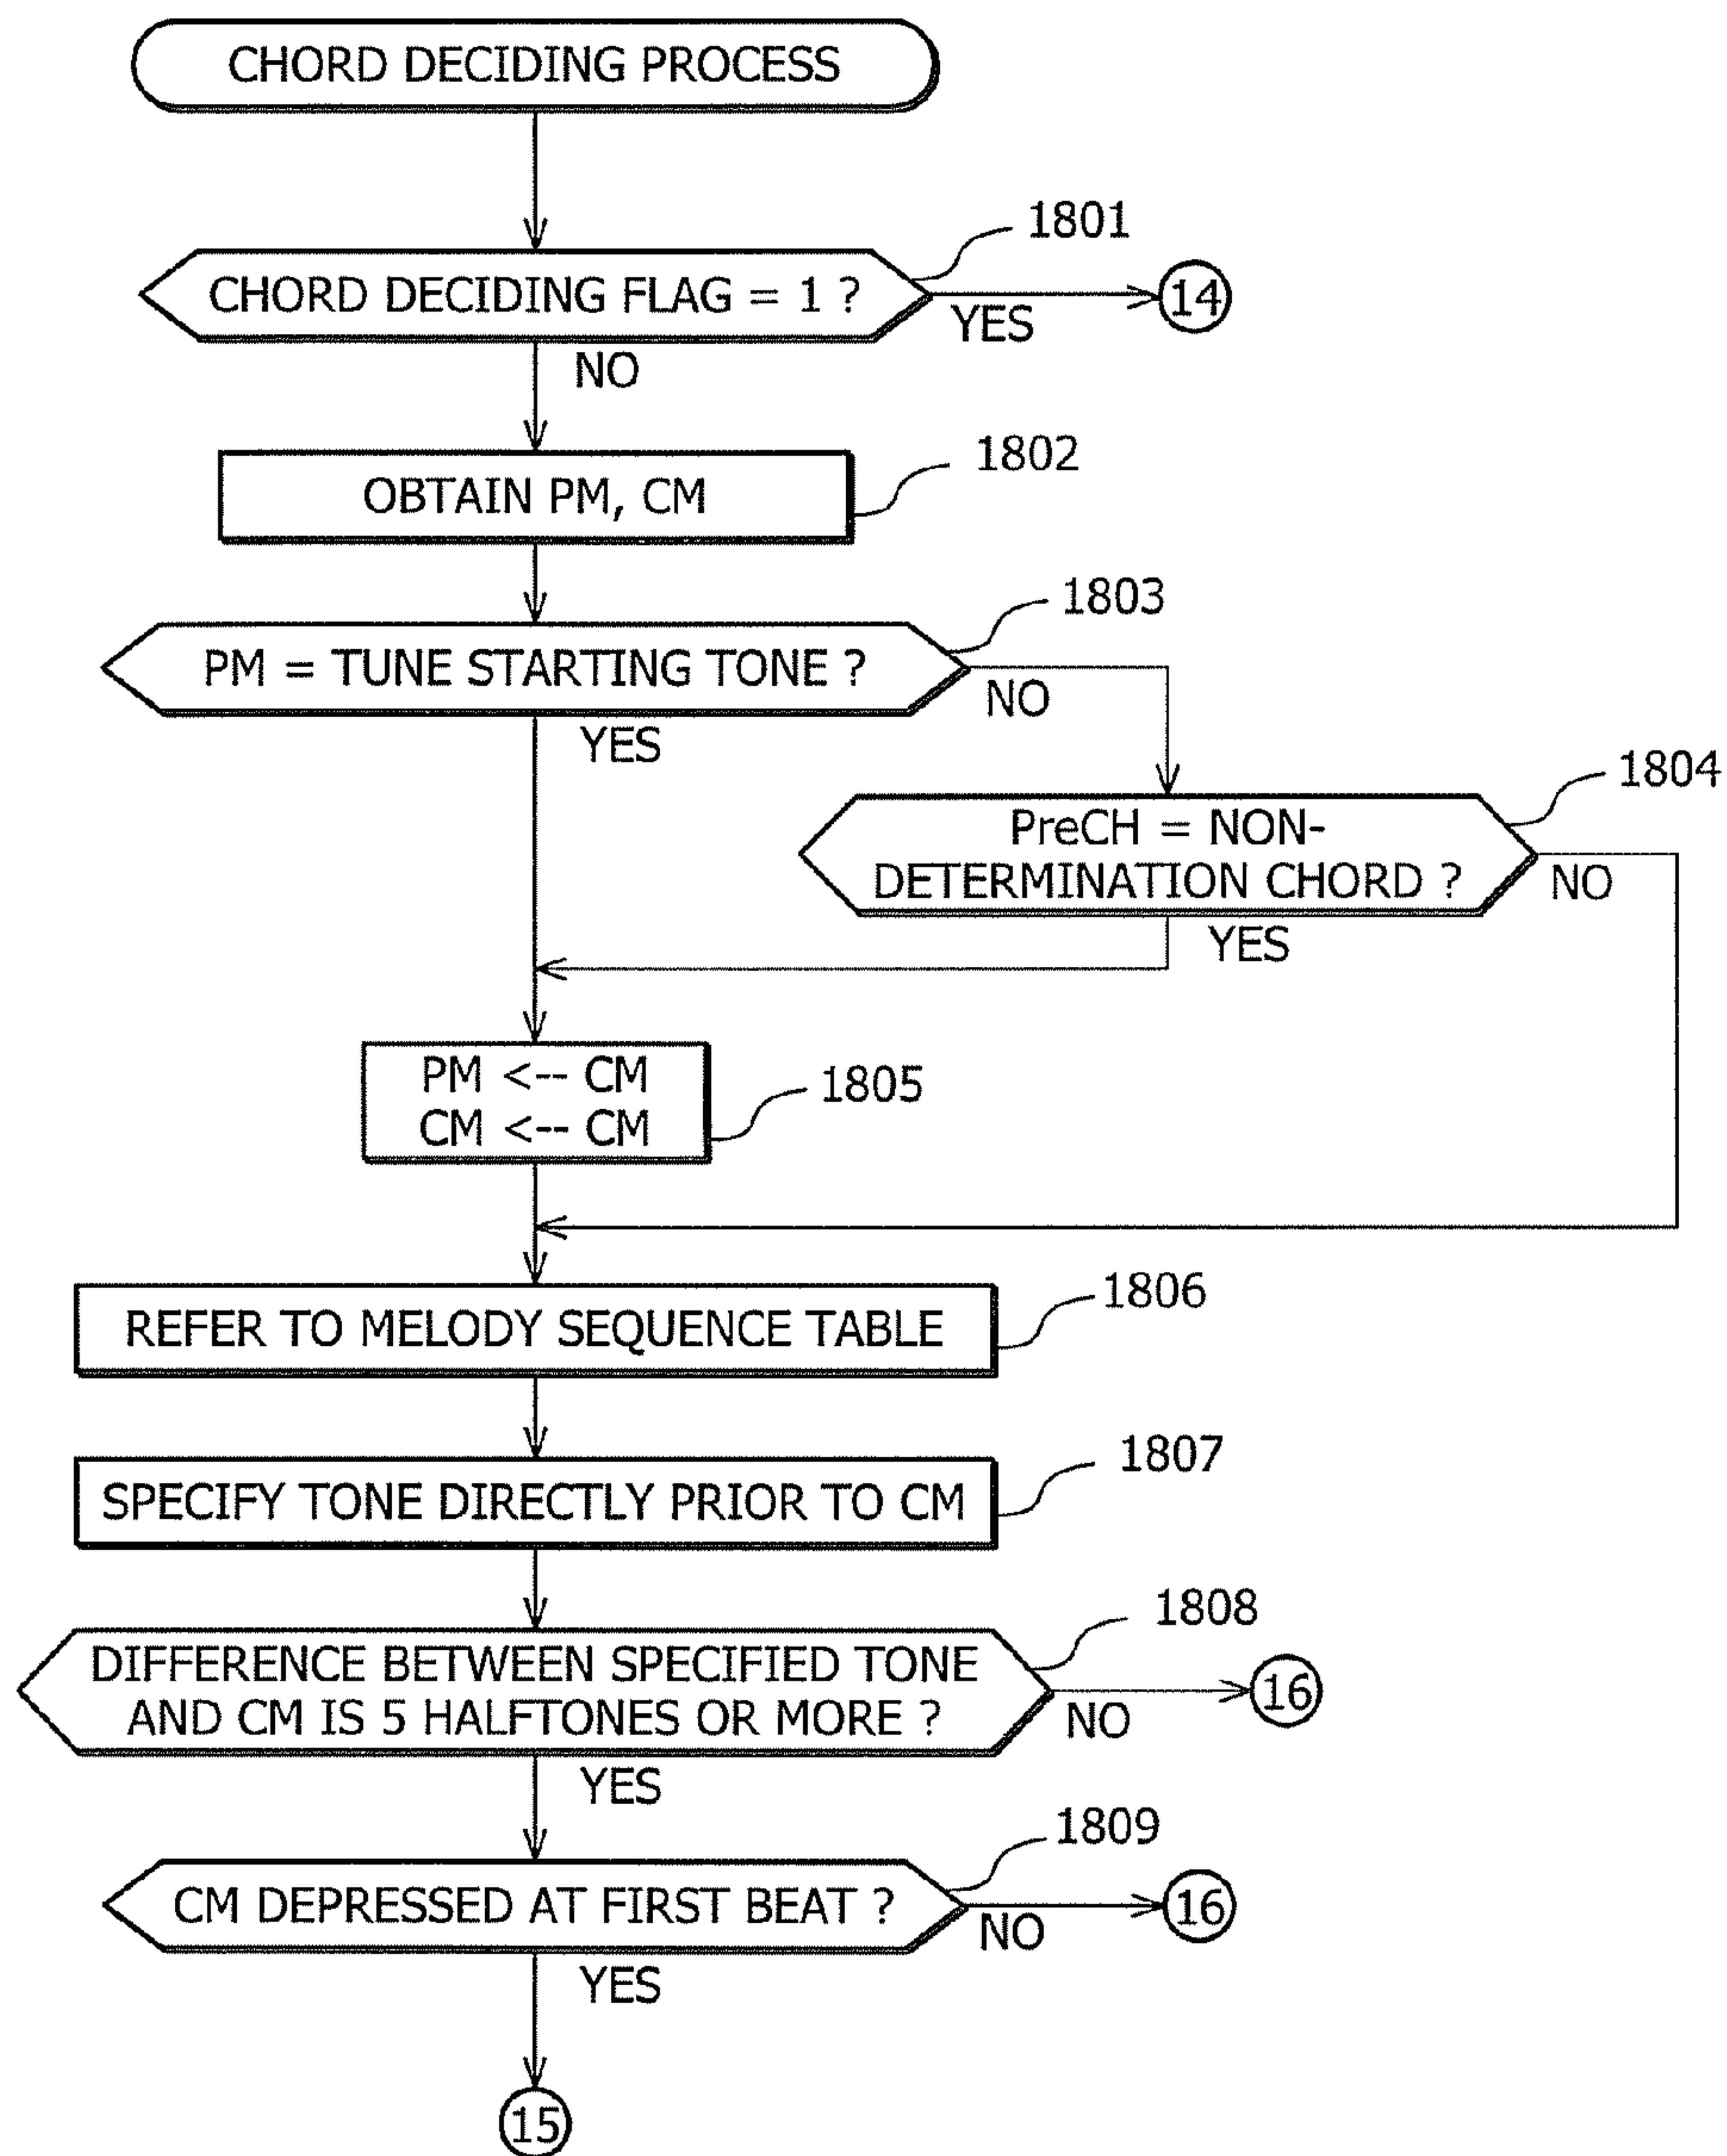 CHORD DECIDING PROCESS
1801
CHORD DECIDING FLAG = 1 ?
YES
14
NO
1802
OBTAIN PM, CM
1803
PM = TUNE STARTING TONE ?
NO
YES
1804
PreCH = NON-
DETERMINATION CHORD ?
NO
YES
PM <-- CM
CM <-- CM
1805
1806
REFER TO MELODY SEQUENCE TABLE
1807
SPECIFY TONE DIRECTLY PRIOR TO CM
1808
DIFFERENCE BETWEEN SPECIFIED TONE
AND CM IS 5 HALFTONES OR MORE ?
NO
16
YES
1809
CM DEPRESSED AT FIRST BEAT ?
NO
16
YES
15